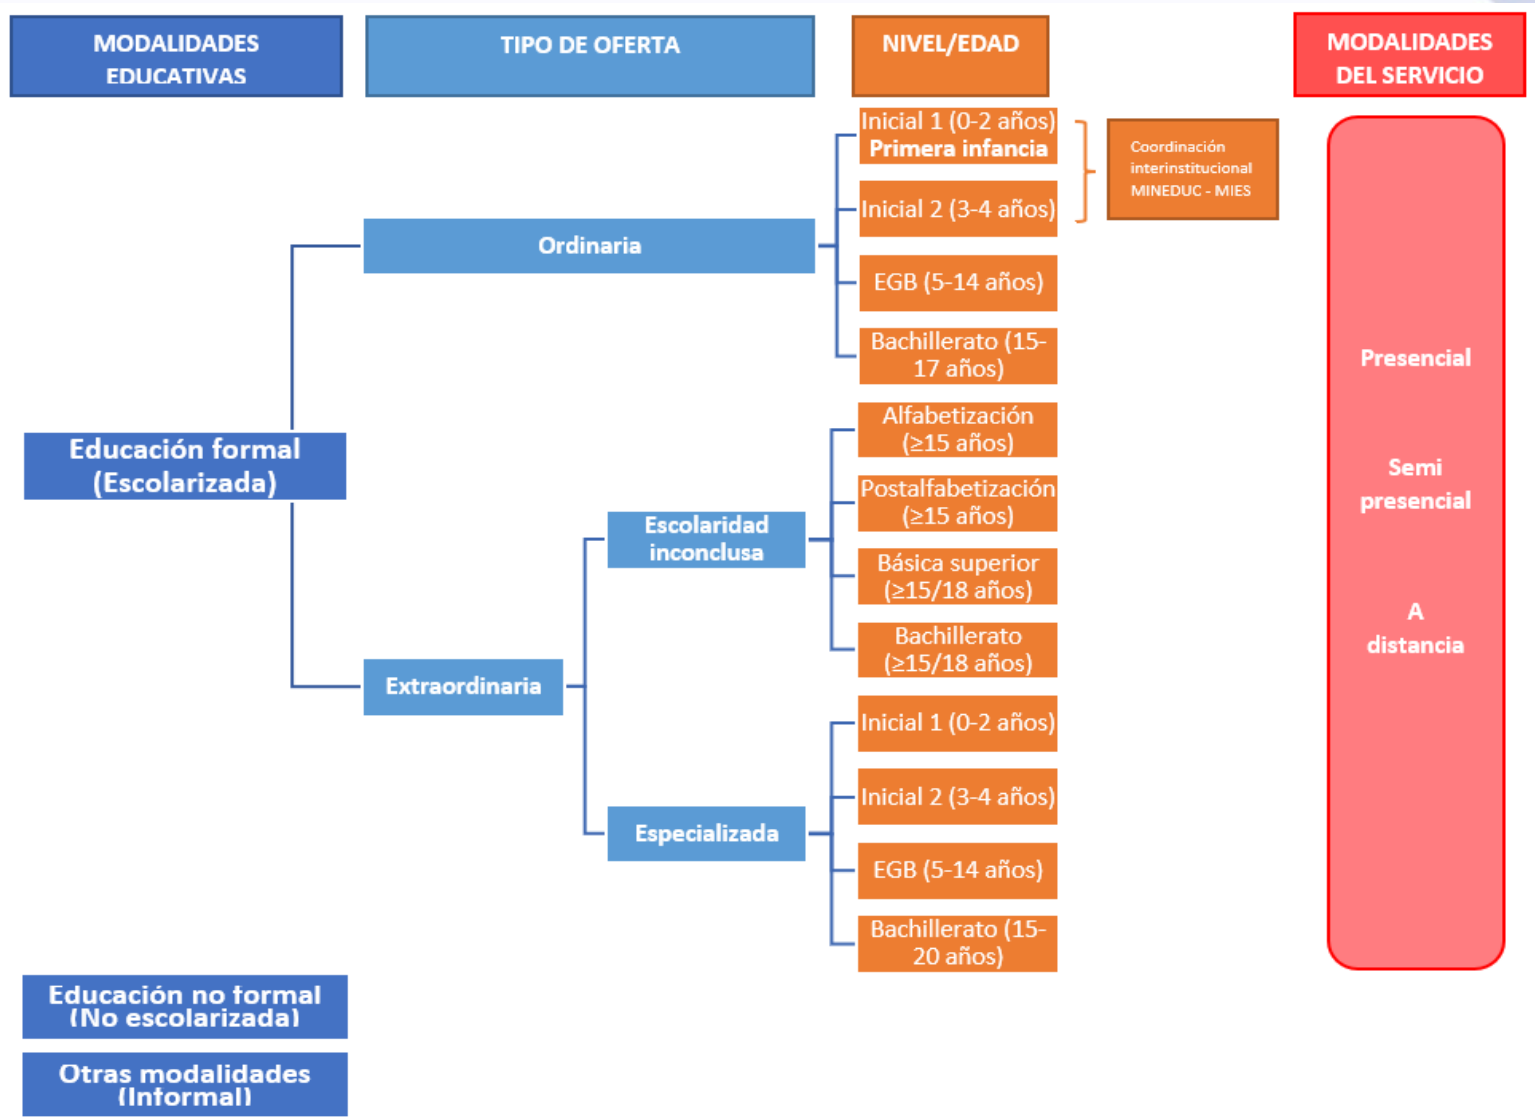 MODALIDADES
EDUCATIVAS
TIPO DE OFERTA
NIVEL/EDAD
MODALIDADES
DEL SERVICIO
Inicial 1 (0-2 años)
Primera infancia
Coordinación
interinstitucional
MINEDUC - MIES
Inicial 2 (3-4 años)
Ordinaria
EGB (5-14 años)
Bachillerato (15-
17 años)
Presencial
Semi
presencial
A
distancia
Educación formal
(Escolarizada)
Alfabetización
(≥15 años)
Postalfabetización
(≥15 años)
Escolaridad
inconclusa
Básica superior
(≥15/18 años)
Bachillerato
(≥15/18 años)
Extraordinaria
Inicial 1 (0-2 años)
Inicial 2 (3-4 años)
Especializada
EGB (5-14 años)
Bachillerato (15-
20 años)
Educación no formal
(No escolarizada)
Otras modalidades
(Informal)